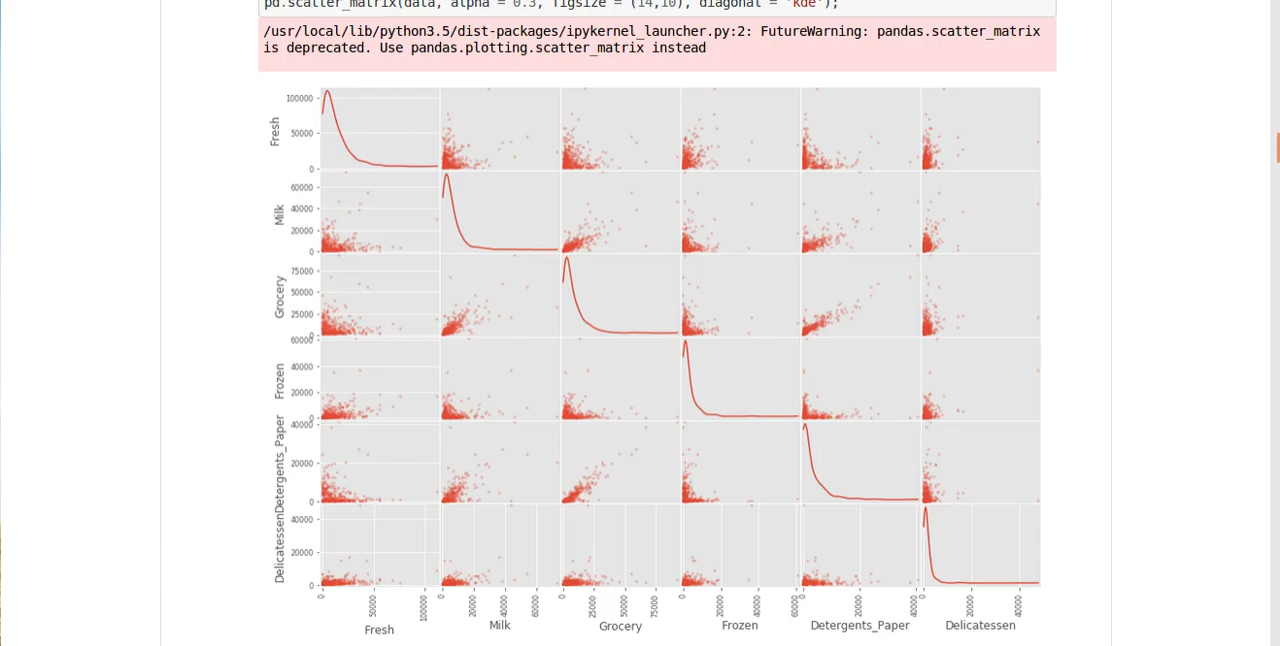 pd.scatter_matrix(data, alpha = 0.3, figsize = (14,10), diagonal = 'kde');
/usr/local/lib/python3.5/dist-packages/ipykernel_launcher.py:2: FutureWarning: pandas.scatter_matrix
is deprecated. Use pandas.plotting.scatter_matrix instead
100000
50000
0
Fresh
60000
40000
20000
0
Milk
75000
50000
25000
0
Grocery
60000
40000
20000
0
Frozen
40000
20000
0
Detergents_Paper
40000
20000
0
Delicatessen
0 50000 100000 0 20000 40000 60000 0 25000 50000 75000 0 20000 40000 60000 0 20000 40000 0 20000 40000
Fresh Milk Grocery Frozen Detergents_Paper Delicatessen